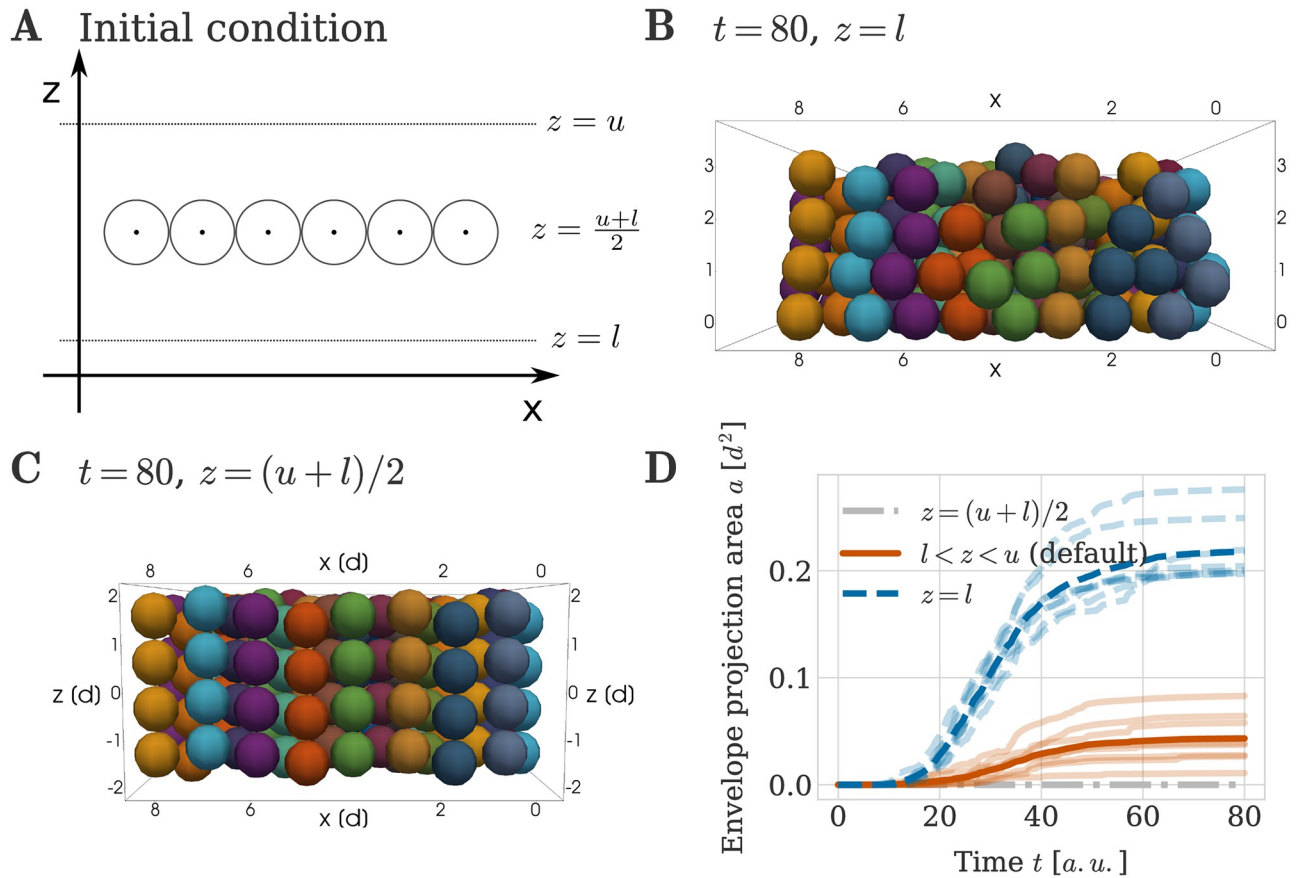 A Initial condition
z
z = u
z = (u+l)/2
z = l
x
B t = 80, z = l
x
8 6 2 0
3 3
2 2
1 1
0 0
8 6 2 0
x
C t = 80, z = (u + l)/2
x (d)
8 6 2 0
2 2
1 1
z (d) 0 0 z (d)
-1 -1
-2 -2
8 6 2 0
x (d)
D
Envelope projection area a [d²]
z = (u + l)/2
l < z < u (default)
z = l
0.2
0.1
0.0
0 20 40 60 80
Time t [a.u.]